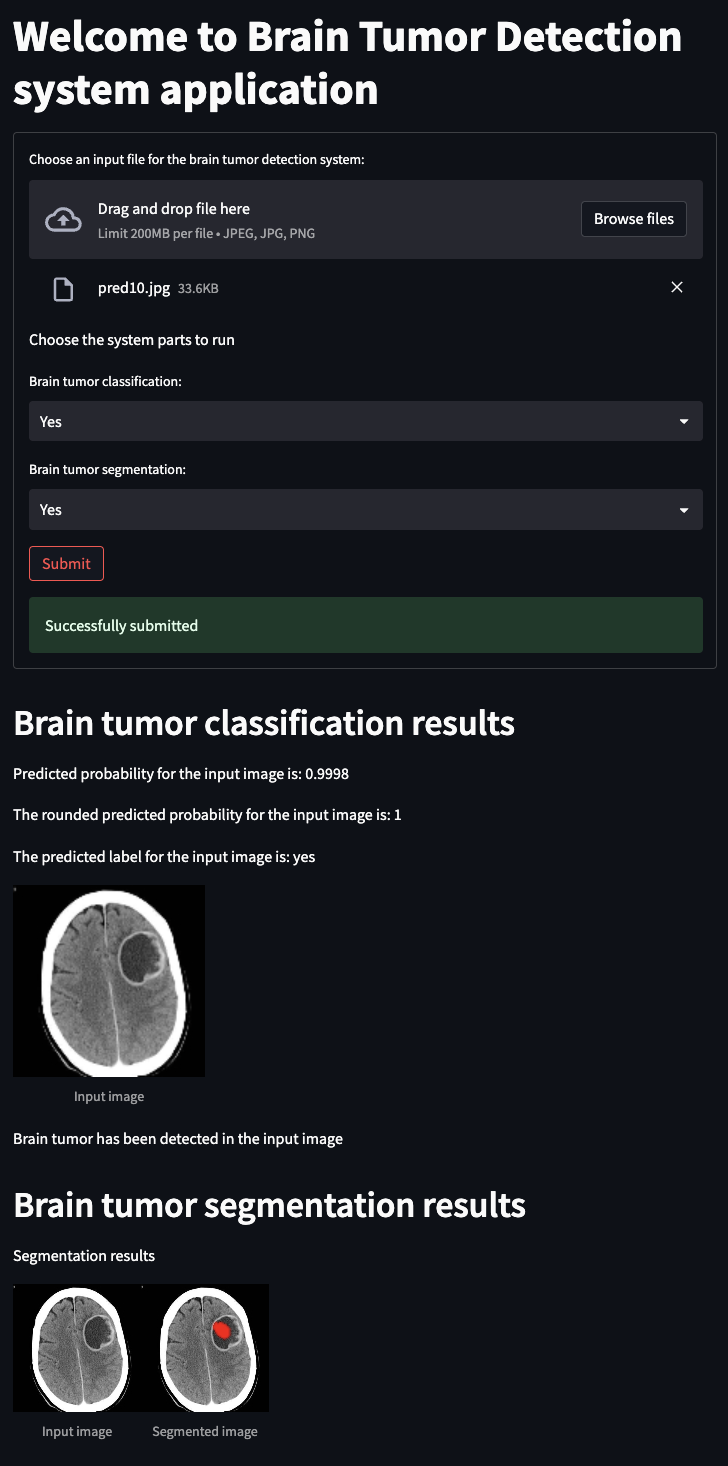 Welcome to Brain Tumor Detection
system application
Choose an input file for the brain tumor detection system:
Drag and drop file here
Limit 200MB per file • JPEG, JPG, PNG
Browse files
pred10.jpg 33.6KB
Choose the system parts to run
Brain tumor classification:
Yes
Brain tumor segmentation:
Yes
Submit
Successfully submitted
Brain tumor classification results
Predicted probability for the input image is: 0.9998
The rounded predicted probability for the input image is: 1
The predicted label for the input image is: yes
Input image
Brain tumor has been detected in the input image
Brain tumor segmentation results
Segmentation results
Input image
Segmented image